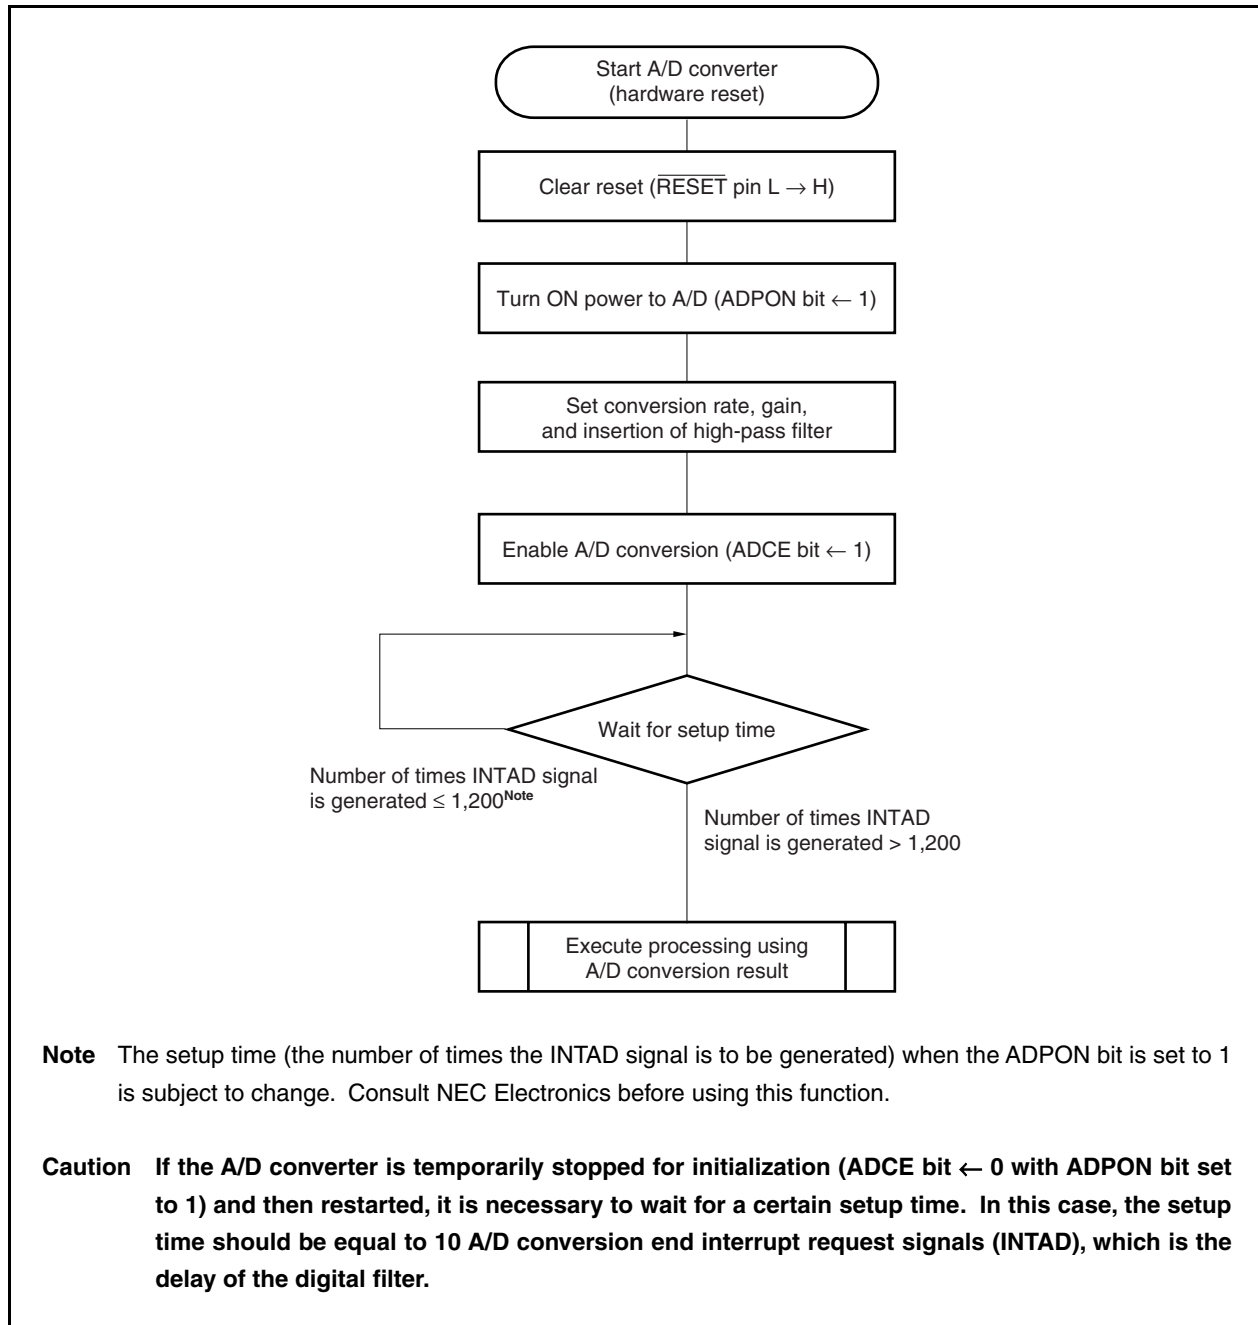 Start A/D converter
(hardware reset)
Clear reset (RESET pin L → H)
Turn ON power to A/D (ADPON bit ← 1)
Set conversion rate, gain,
and insertion of high-pass filter
Enable A/D conversion (ADCE bit ← 1)
Wait for setup time
Number of times INTAD signal
is generated ≤ 1,200Note
Number of times INTAD
signal is generated > 1,200
Execute processing using
A/D conversion result
Note The setup time (the number of times the INTAD signal is to be generated) when the ADPON bit is set to 1
is subject to change. Consult NEC Electronics before using this function.
Caution If the A/D converter is temporarily stopped for initialization (ADCE bit ← 0 with ADPON bit set
to 1) and then restarted, it is necessary to wait for a certain setup time. In this case, the setup
time should be equal to 10 A/D conversion end interrupt request signals (INTAD), which is the
delay of the digital filter.